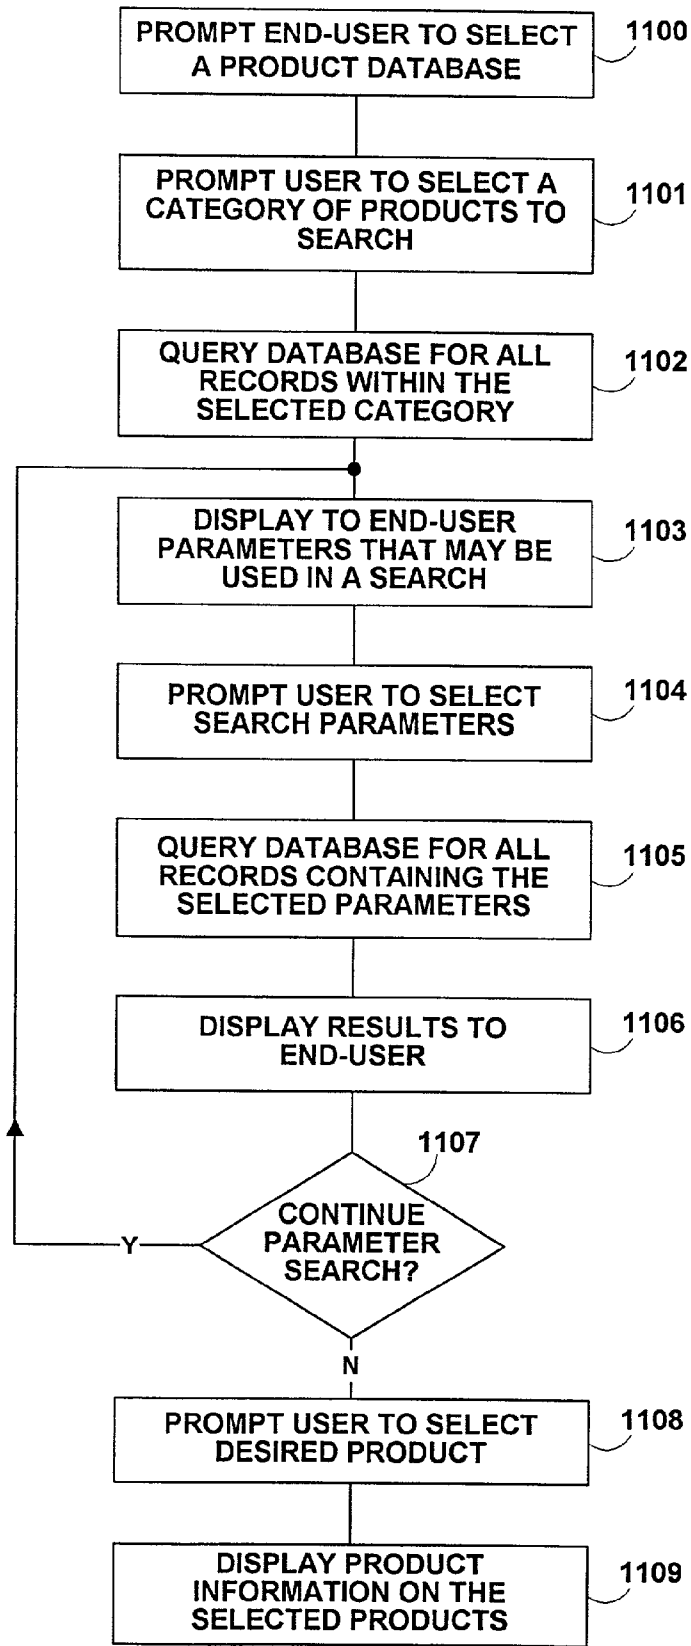 PROMPT END-USER TO SELECT
A PRODUCT DATABASE
1100
PROMPT USER TO SELECT A
CATEGORY OF PRODUCTS TO
SEARCH
1101
QUERY DATABASE FOR ALL
RECORDS WITHIN THE
SELECTED CATEGORY
1102
DISPLAY TO END-USER
PARAMETERS THAT MAY BE
USED IN A SEARCH
1103
PROMPT USER TO SELECT
SEARCH PARAMETERS
1104
QUERY DATABASE FOR ALL
RECORDS CONTAINING THE
SELECTED PARAMETERS
1105
DISPLAY RESULTS TO
END-USER
1106
1107
CONTINUE
PARAMETER
SEARCH?
Y
N
PROMPT USER TO SELECT
DESIRED PRODUCT
1108
DISPLAY PRODUCT
INFORMATION ON THE
SELECTED PRODUCTS
1109